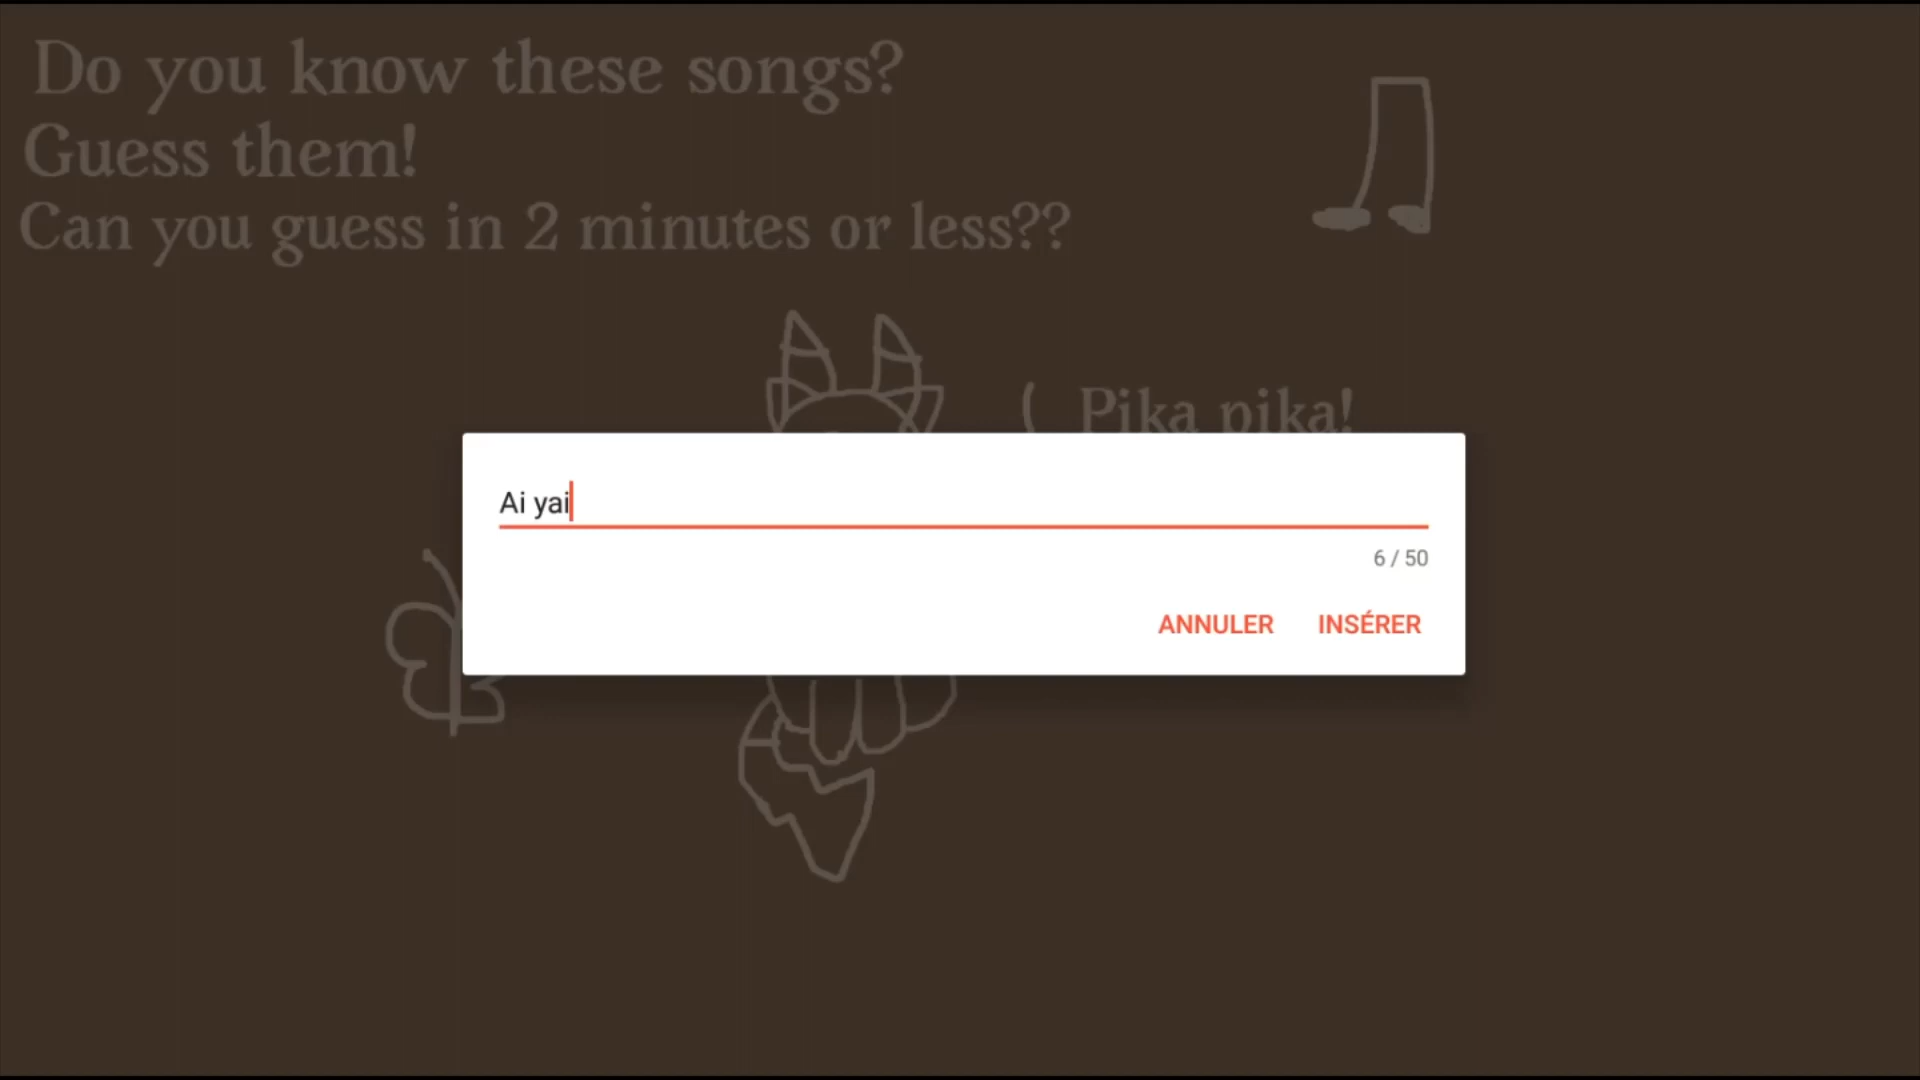 Do you know these songs?
Guess them!
Can you guess in 2 minutes or less??
( Pika pika!
Ai yai
6 / 50
ANNULER INSÉRER